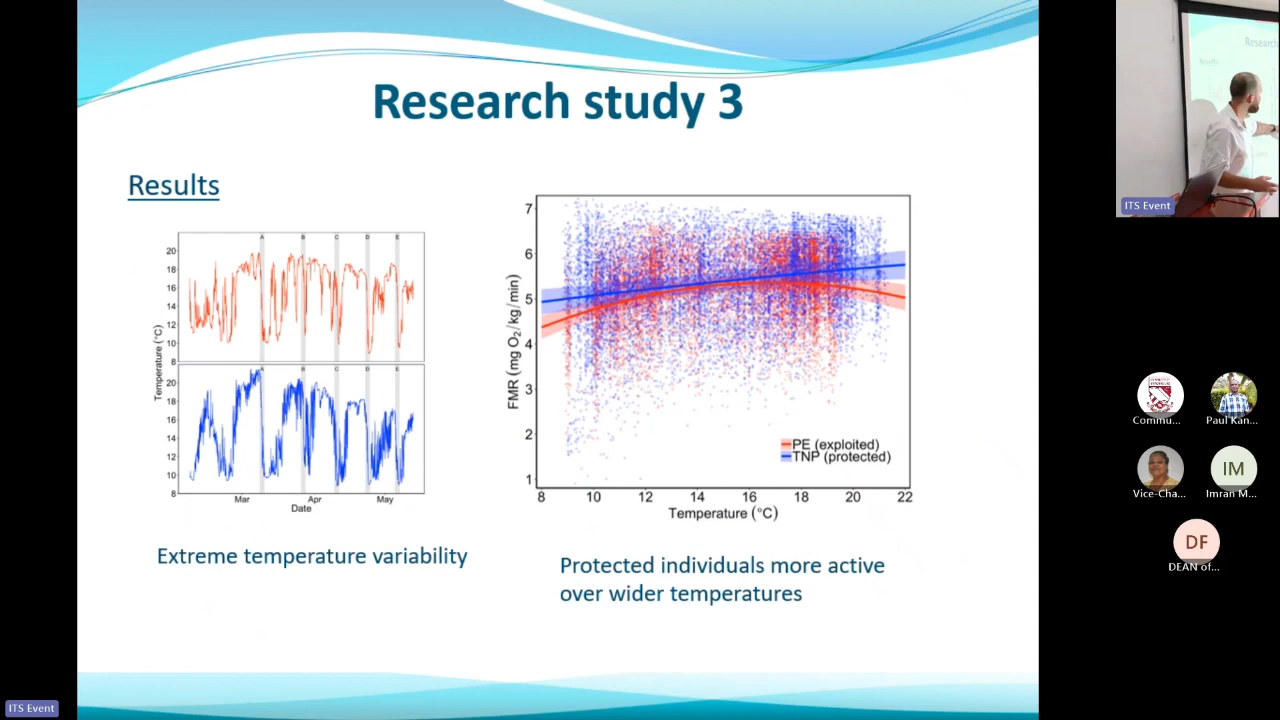 Research study 3
Results
A B C D E
20
18
16
14
12
10
8
A B C D E
20
18
16
14
12
10
8
Temperature (°C)
Mar Apr May
Date
Extreme temperature variability
7
6
5
4
3
2
1
FMR (mg O₂/kg/min)
PE (exploited)
TNP (protected)
8 10 12 14 16 18 20 22
Temperature (°C)
Protected individuals more active
over wider temperatures
Research
Results
ITS Event
Commu...
Paul Kan...
Vice-Cha...
IM
Imran M...
DF
DEAN of...
ITS Event